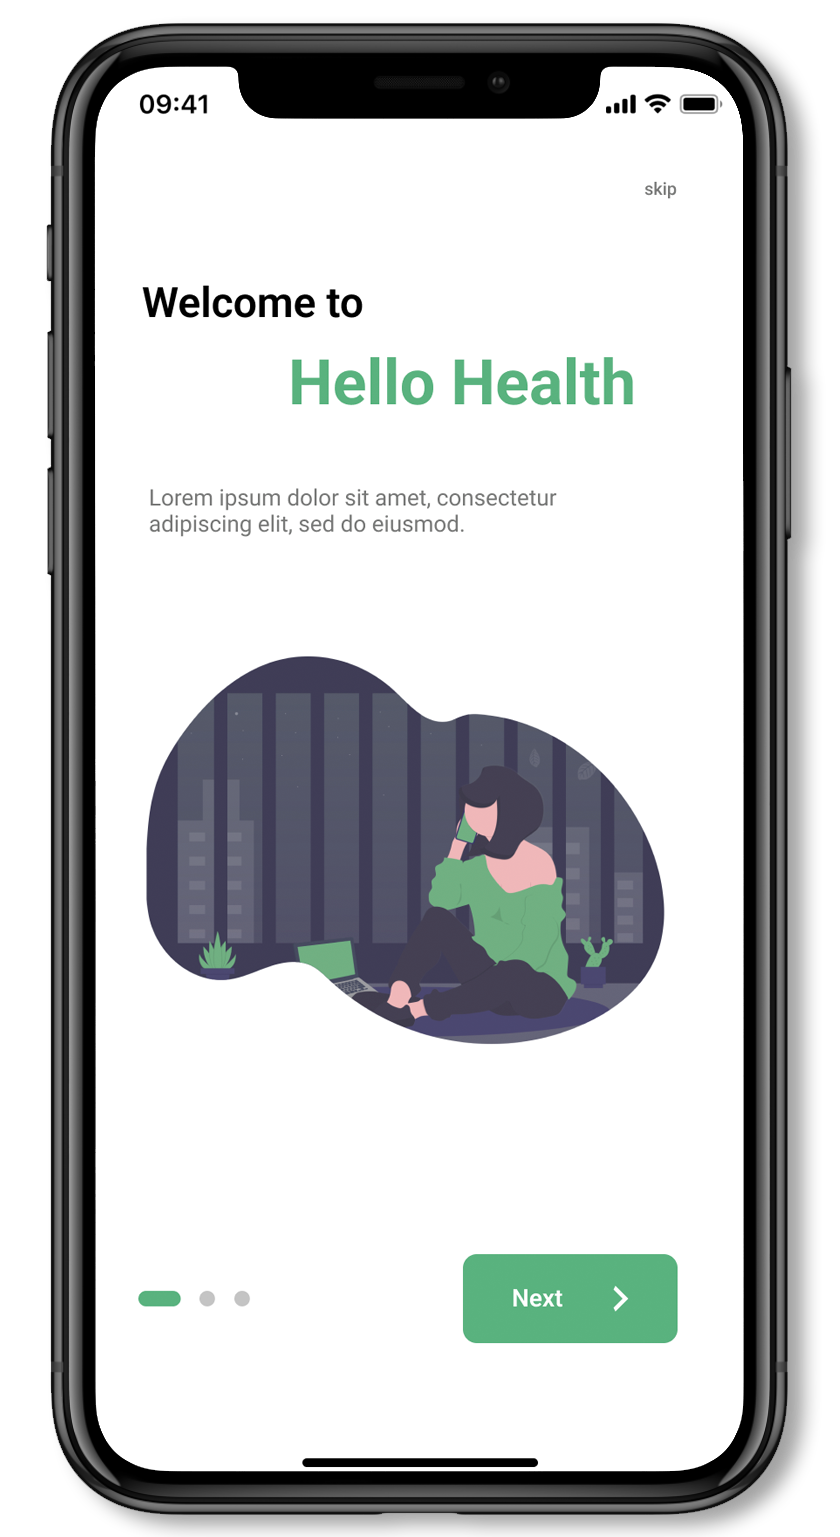 09:41
skip
Welcome to
Hello Health
Lorem ipsum dolor sit amet, consectetur
adipiscing elit, sed do eiusmod.
Next